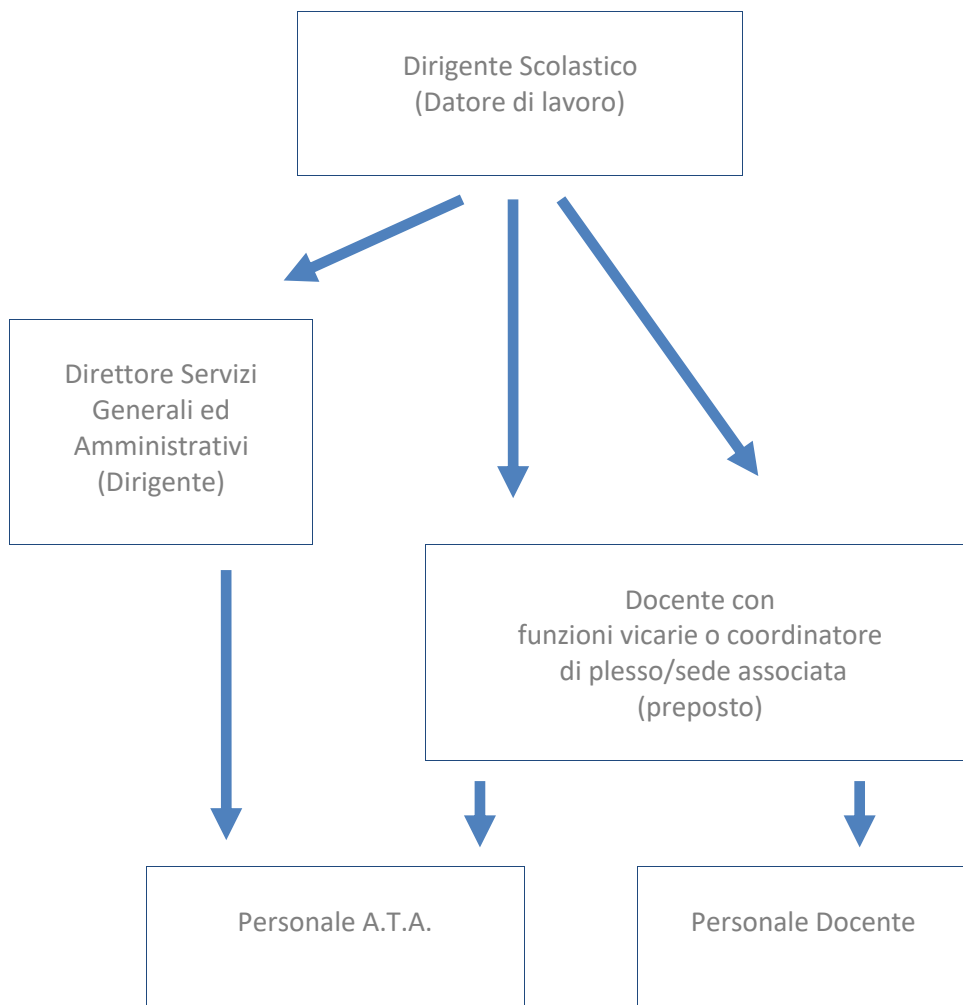 Dirigente Scolastico
(Datore di lavoro)
Direttore Servizi
Generali ed
Amministrativi
(Dirigente)
Docente con
funzioni vicarie o coordinatore
di plesso/sede associata
(preposto)
Personale A.T.A.
Personale Docente